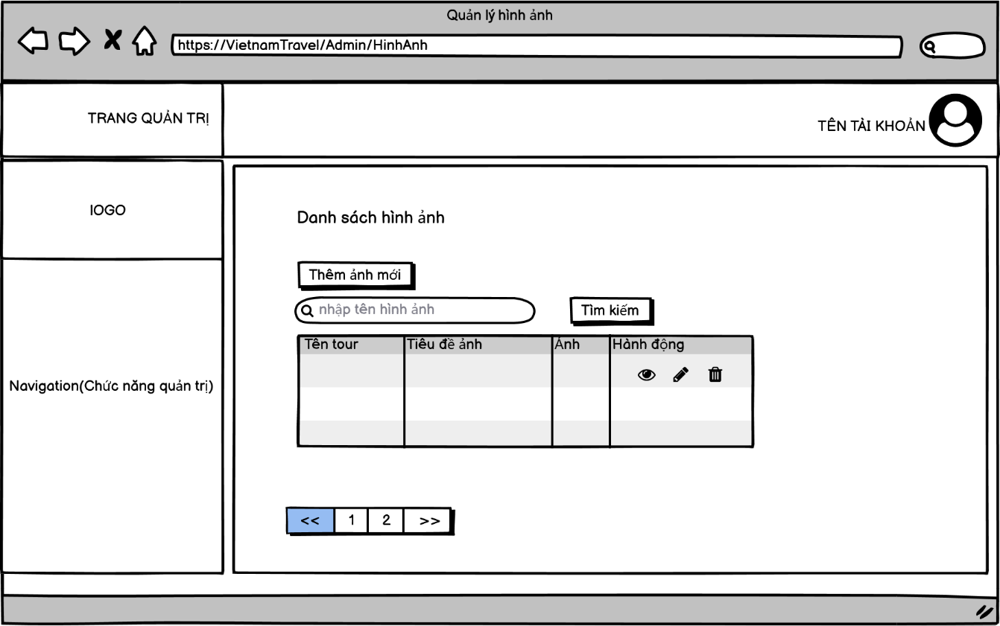 Quản lý hình ảnh
https://VietnamTravel/Admin/HinhAnh
TRANG QUẢN TRỊ
TÊN TÀI KHOẢN
lOGO
Danh sách hình ảnh
Thêm ảnh mới
nhập tên hình ảnh
Tìm kiếm
Tên tour Tiêu đề ảnh Ảnh Hành động
Navigation(Chức năng quản trị)
<< 1 2 >>